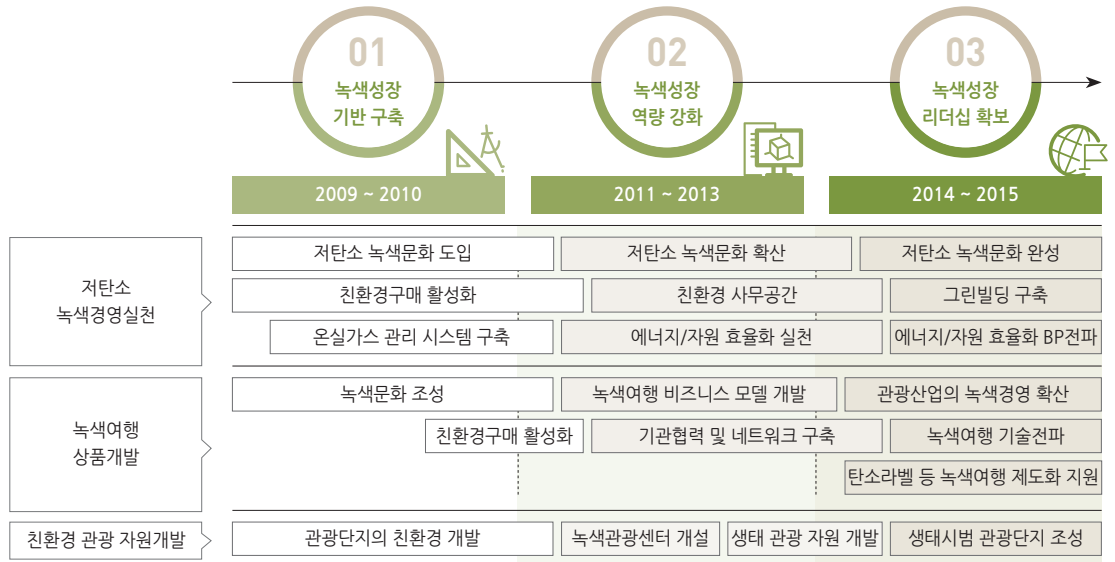 01
녹색성장
기반 구축
02
녹색성장
역량 강화
03
녹색성장
리더십 확보
2009 ~ 2010
2011 ~ 2013
2014 ~ 2015
저탄소
녹색경영실천
저탄소 녹색문화 도입
저탄소 녹색문화 확산
저탄소 녹색문화 완성
친환경구매 활성화
친환경 사무공간
그린빌딩 구축
온실가스 관리 시스템 구축
에너지/자원 효율화 실천
에너지/자원 효율화 BP전파
녹색여행
상품개발
녹색문화 조성
녹색여행 비즈니스 모델 개발
관광산업의 녹색경영 확산
친환경구매 활성화
기관협력 및 네트워크 구축
녹색여행 기술전파
탄소라벨 등 녹색여행 제도화 지원
친환경 관광 자원개발
관광단지의 친환경 개발
녹색관광센터 개설
생태 관광 자원 개발
생태시범 관광단지 조성